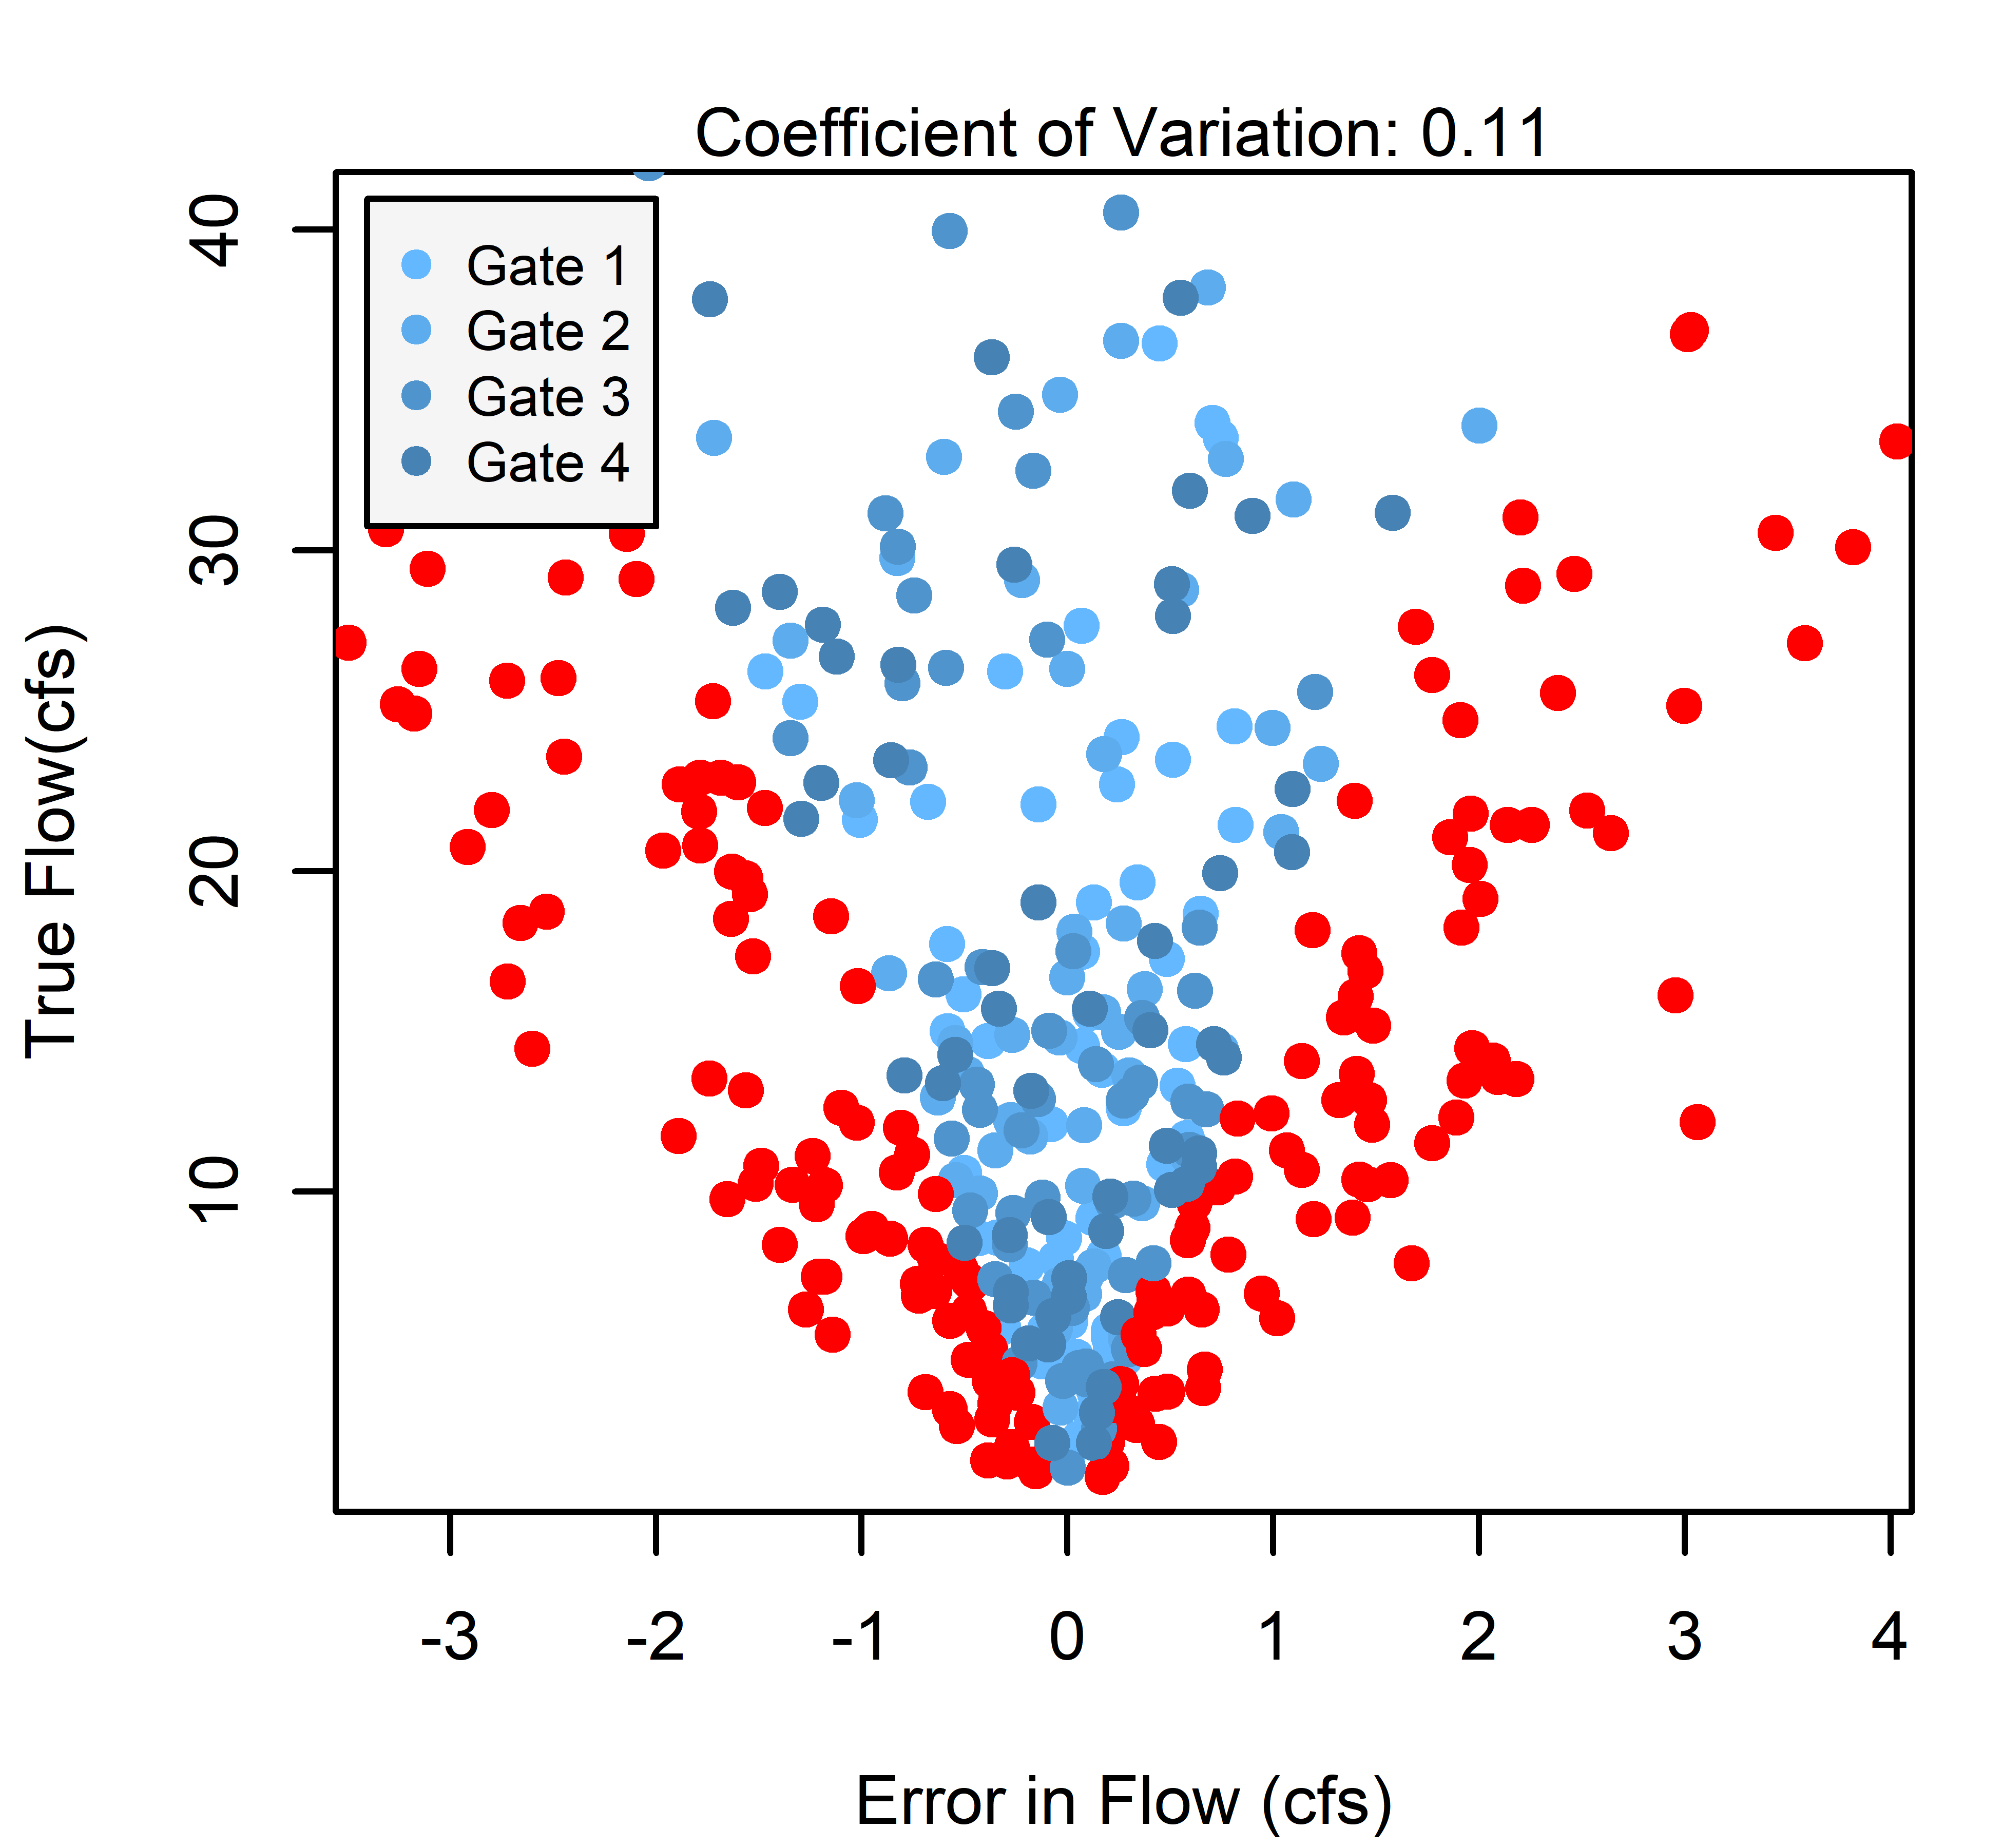 Coefficient of Variation: 0.11
True Flow(cfs)
40
30
20
10
Gate 1
Gate 2
Gate 3
Gate 4
-3 -2 -1 0 1 2 3 4
Error in Flow (cfs)